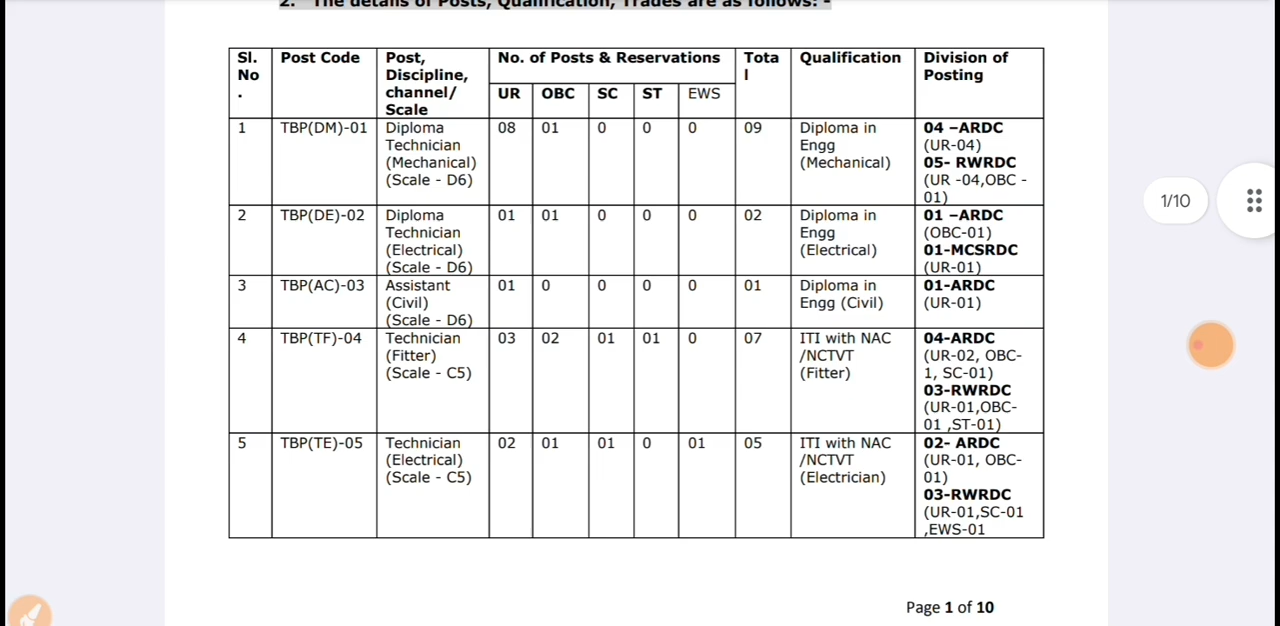 2. The details of Posts, Qualification, Trades are as follows: -
Sl. No . | Post Code | Post, Discipline, channel/ Scale | No. of Posts & Reservations | Tota l | Qualification | Division of Posting
UR | OBC | SC | ST | EWS
1 | TBP(DM)-01 | Diploma Technician (Mechanical) (Scale - D6) | 08 | 01 | 0 | 0 | 0 | 09 | Diploma in Engg (Mechanical) | 04 –ARDC (UR-04) 05- RWRDC (UR -04,OBC - 01)
2 | TBP(DE)-02 | Diploma Technician (Electrical) (Scale - D6) | 01 | 01 | 0 | 0 | 0 | 02 | Diploma in Engg (Electrical) | 01 –ARDC (OBC-01) 01-MCSRDC (UR-01)
3 | TBP(AC)-03 | Assistant (Civil) (Scale - D6) | 01 | 0 | 0 | 0 | 0 | 01 | Diploma in Engg (Civil) | 01-ARDC (UR-01)
4 | TBP(TF)-04 | Technician (Fitter) (Scale - C5) | 03 | 02 | 01 | 01 | 0 | 07 | ITI with NAC /NCTVT (Fitter) | 04-ARDC (UR-02, OBC- 1, SC-01) 03-RWRDC (UR-01,OBC- 01 ,ST-01)
5 | TBP(TE)-05 | Technician (Electrical) (Scale - C5) | 02 | 01 | 01 | 0 | 01 | 05 | ITI with NAC /NCTVT (Electrician) | 02- ARDC (UR-01, OBC- 01) 03-RWRDC (UR-01,SC-01 ,EWS-01
Page 1 of 10
1/10